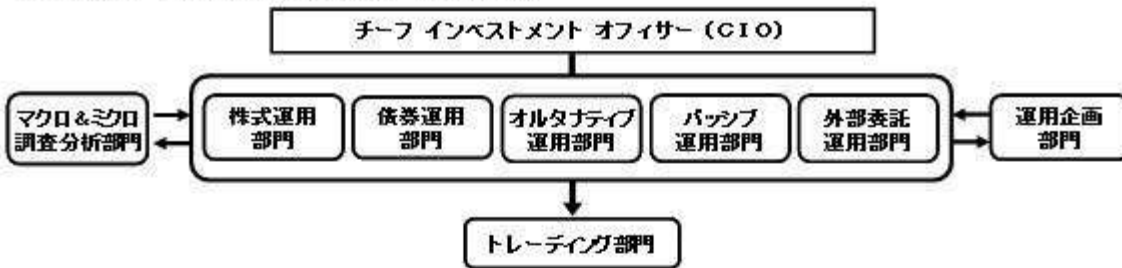 チーフ インベストメント オフィサー (CIO)
マクロ&ミクロ
調査分析部門
株式運用
部門
債券運用
部門
オルタナティブ
運用部門
パッシブ
運用部門
外部委託
運用部門
運用企画
部門
トレーディング部門